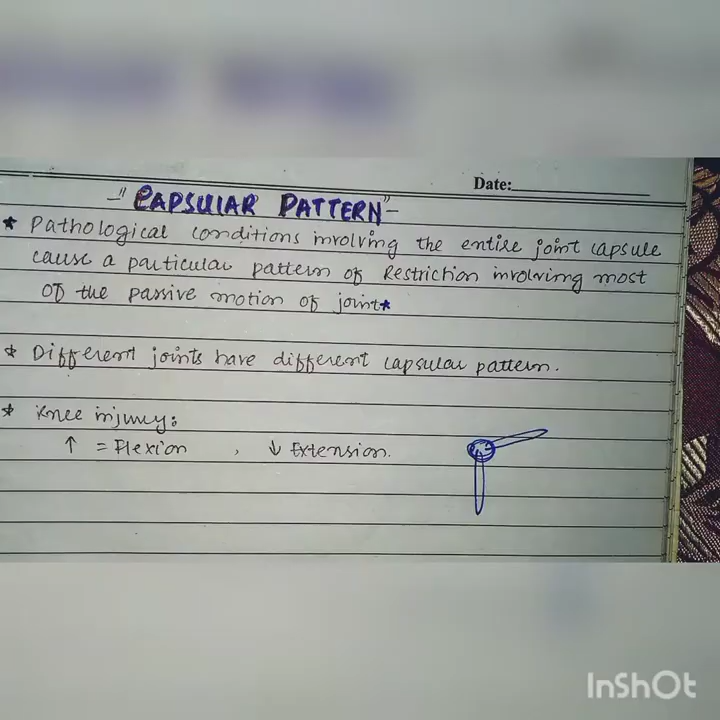 Date:
-"CAPSULAR PATTERN"-
* Pathological conditions involving the entire joint capsule
cause a particular pattern of Restriction involving most
of the passive motion of joint*
* Different joints have different capsular pattern.
* Knee injury:
↑ = Flexion , ↓ Extension.
InShOt